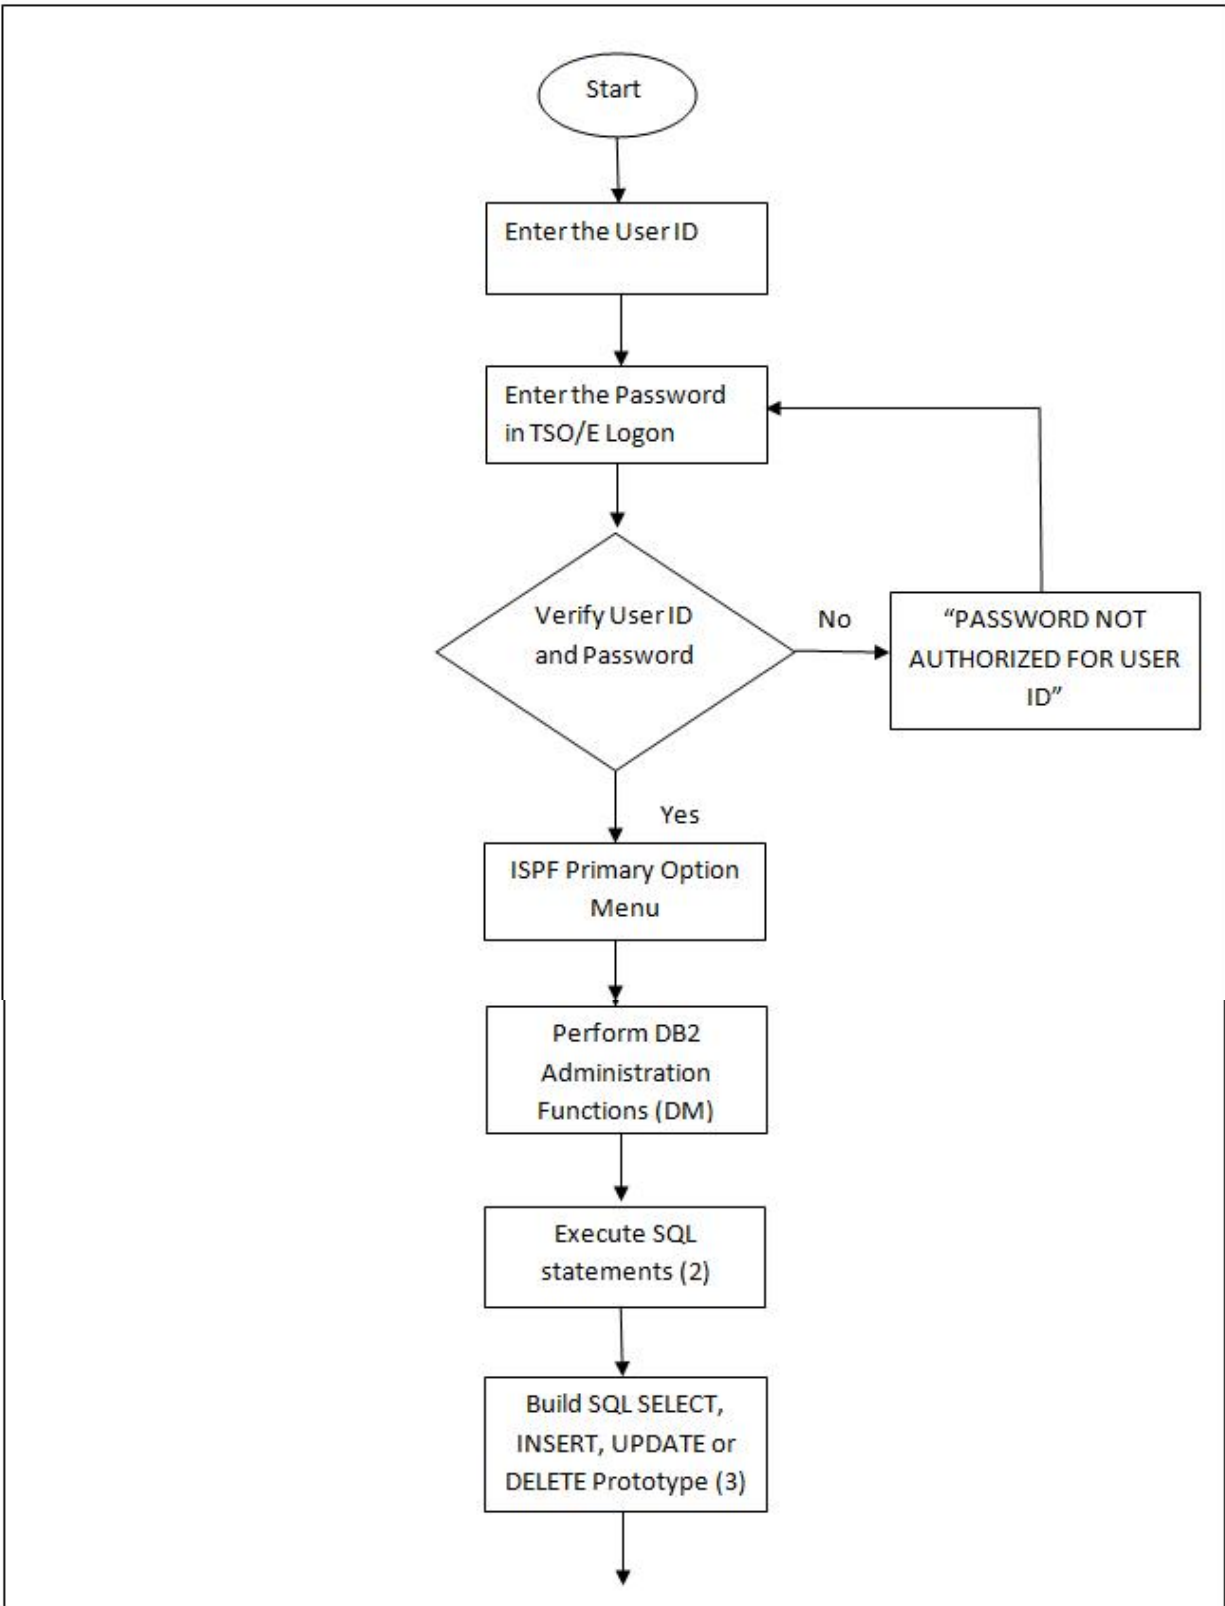 Start
Enter the User ID
Enter the Password
in TSO/E Logon
Verify User ID
and Password
No
“PASSWORD NOT
AUTHORIZED FOR USER
ID”
Yes
ISPF Primary Option
Menu
Perform DB2
Administration
Functions (DM)
Execute SQL
statements (2)
Build SQL SELECT,
INSERT, UPDATE or
DELETE Prototype (3)